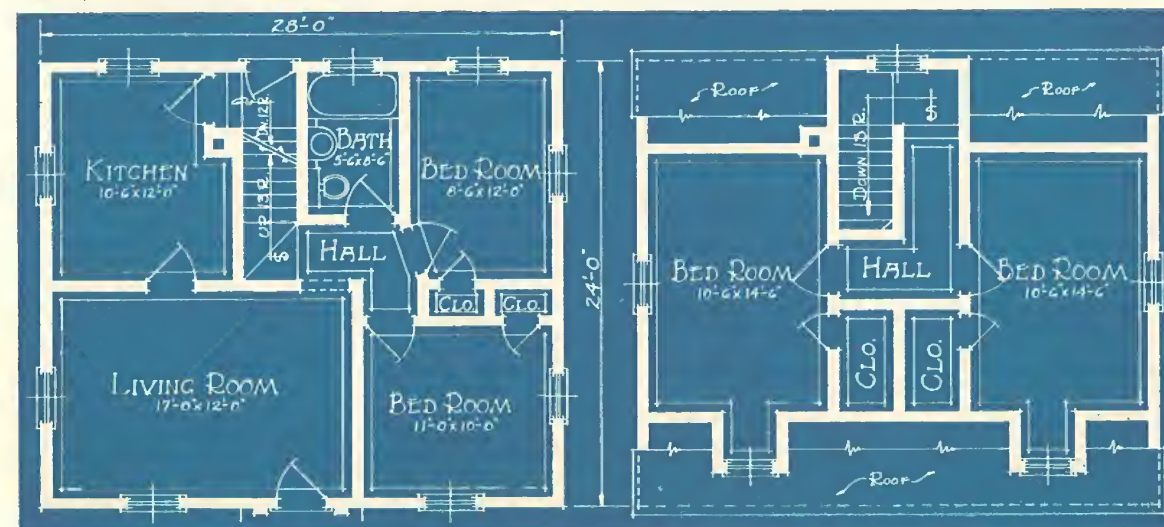 28'-0"
KITCHEN
10'-6"x12'-0"
DN. 12 R.
UP 13 R.
BATH
5'-6"x8'-6"
BED ROOM
8'-6"x12'-0"
HALL
CLO.
CLO.
LIVING ROOM
17'-0"x12'-0"
BED ROOM
11'-0"x10'-0"
24'-0"
ROOF
ROOF
DOWN 13 R.
BED ROOM
10'-6"x14'-6"
HALL
BED ROOM
10'-6"x14'-6"
CLO.
CLO.
ROOF